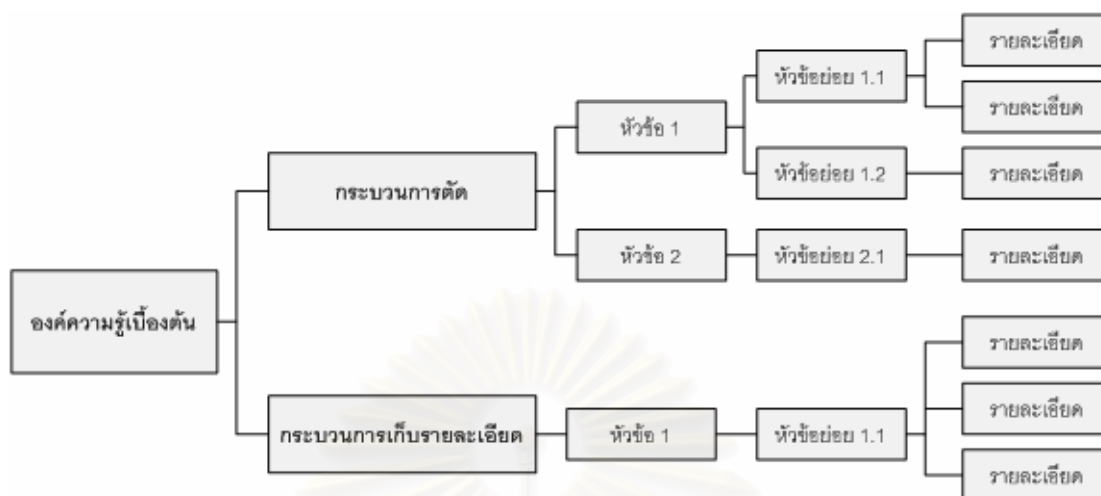 รายละเอียด
หัวข้อย่อย 1.1
รายละเอียด
หัวข้อ 1
หัวข้อย่อย 1.2
รายละเอียด
กระบวนการตัด
หัวข้อ 2
หัวข้อย่อย 2.1
รายละเอียด
องค์ความรู้เบื้องต้น
รายละเอียด
กระบวนการเก็บรายละเอียด
หัวข้อ 1
หัวข้อย่อย 1.1
รายละเอียด
รายละเอียด